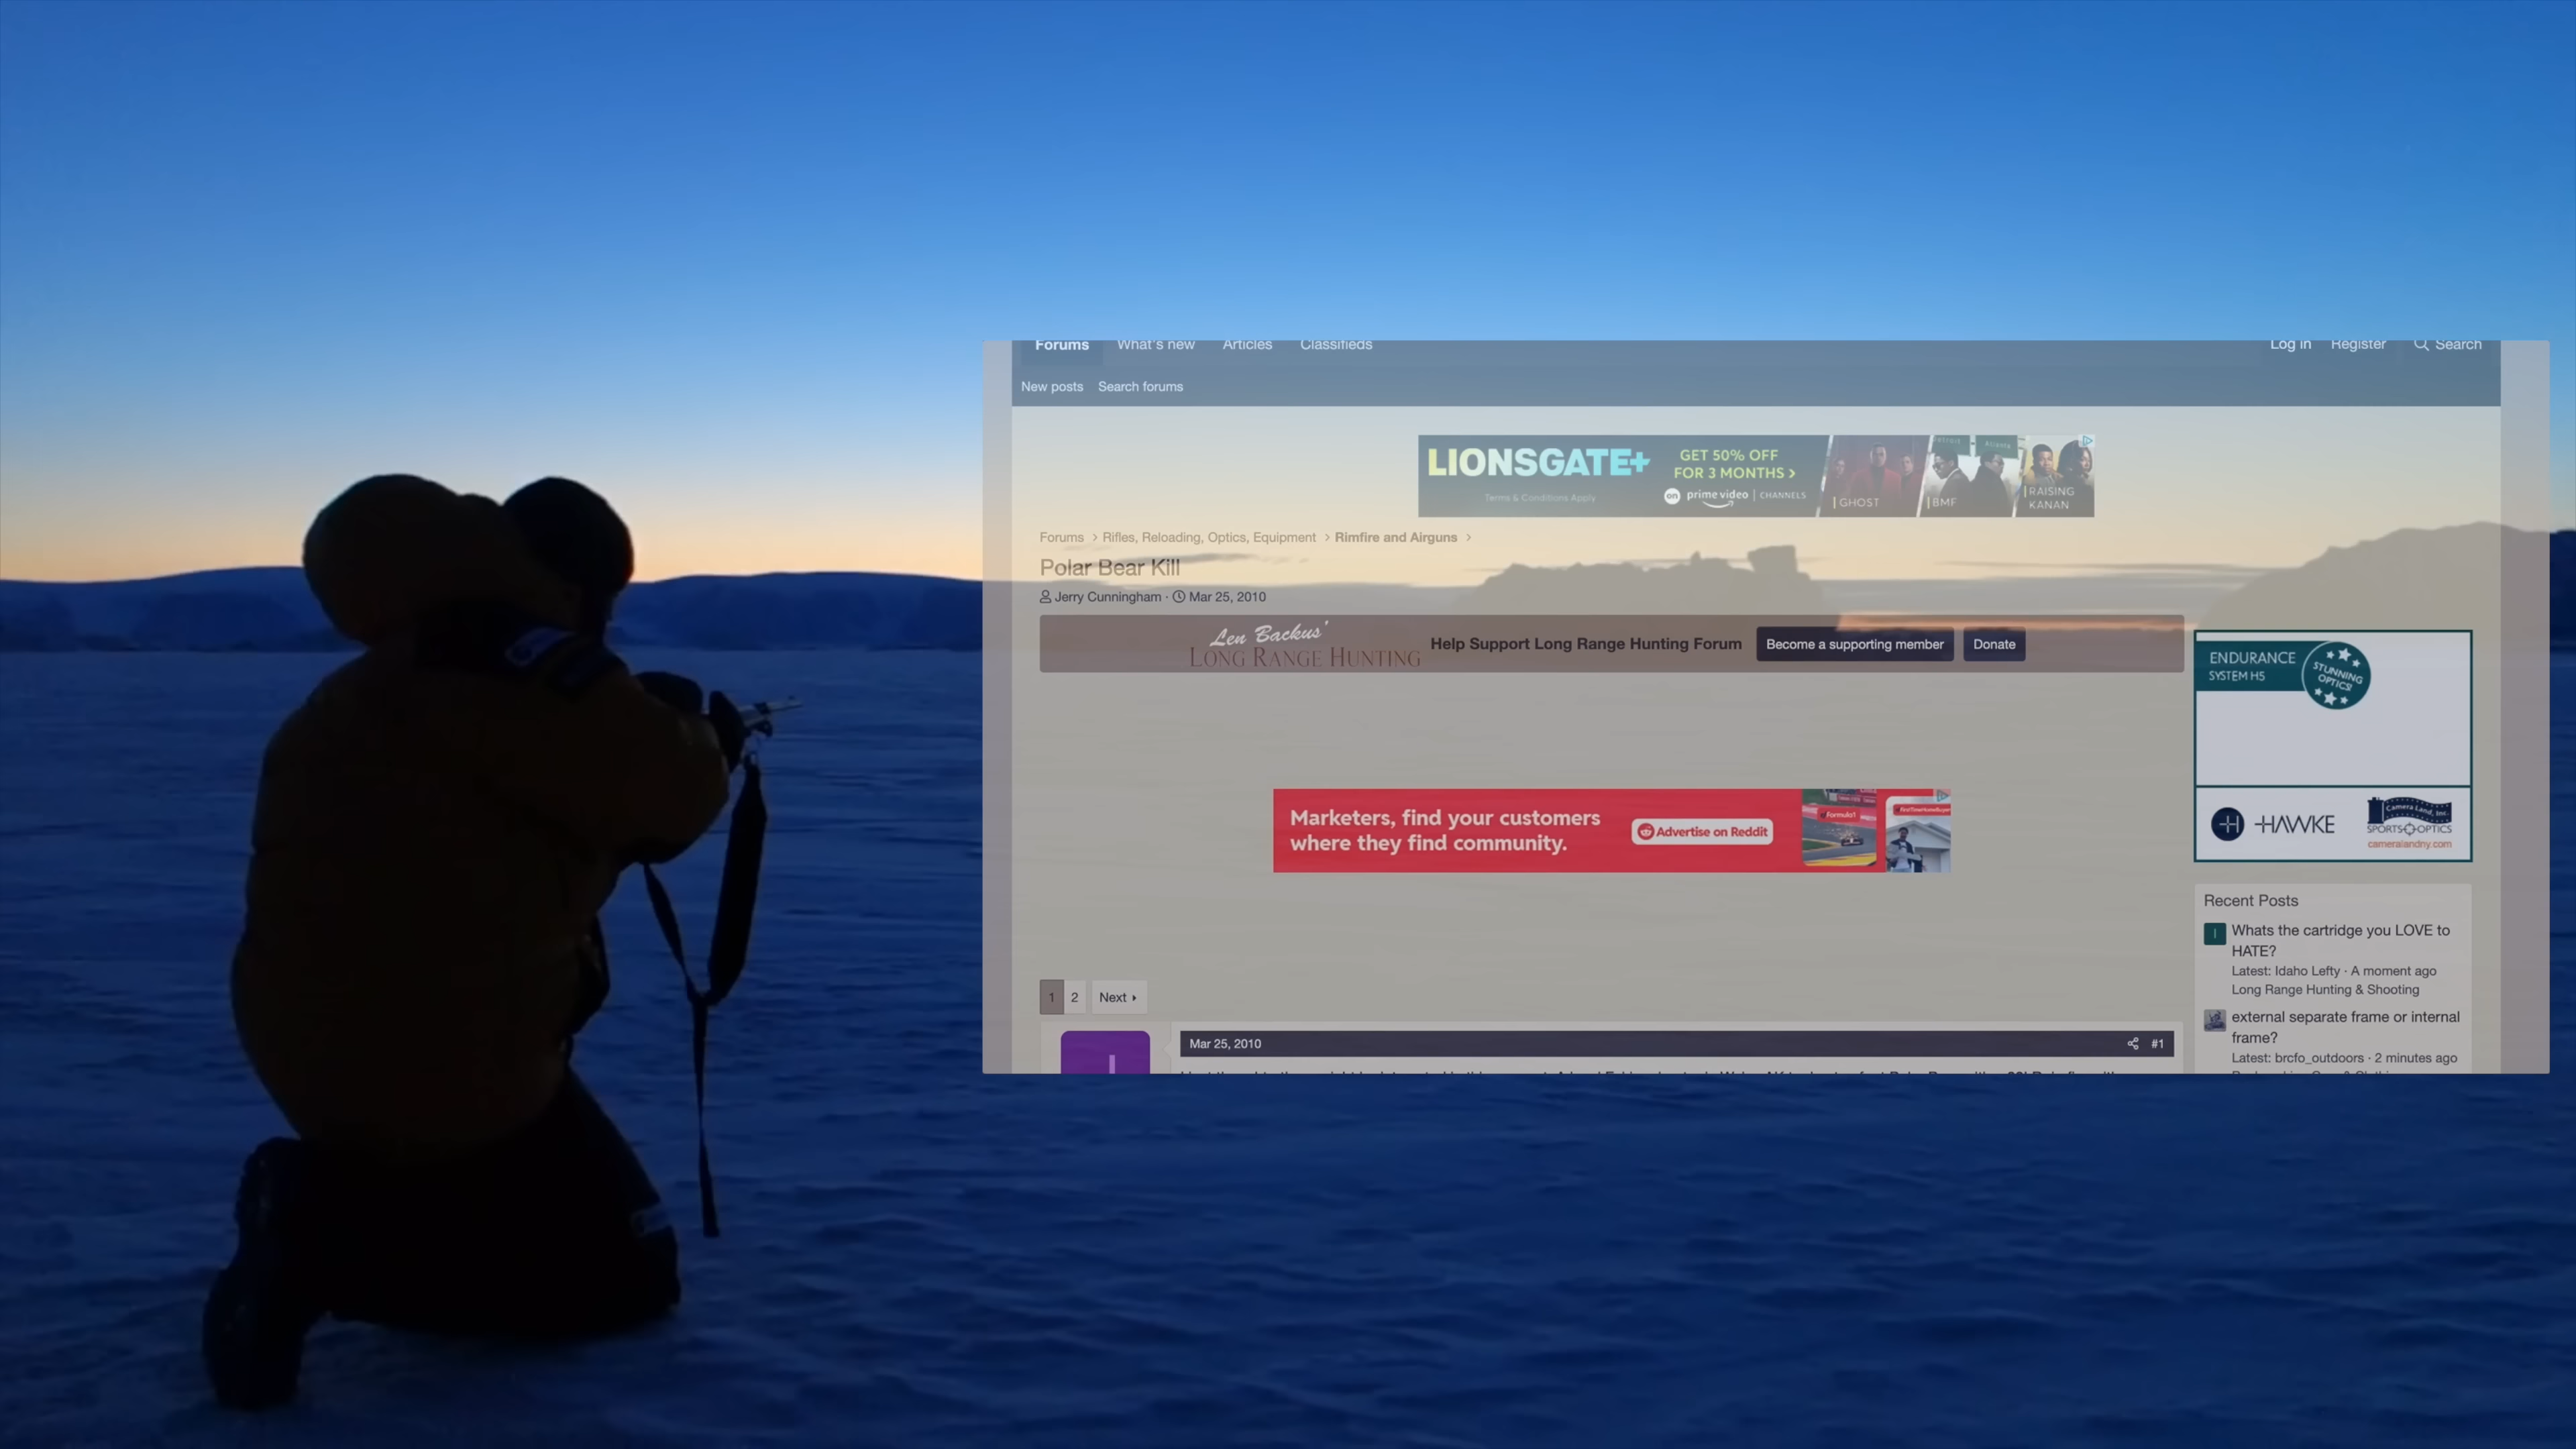 Forums What's new Articles Classifieds Log in Register Search
New posts Search forums
LIONSGATE+
GET 50% OFF
FOR 3 MONTHS >
Terms & Conditions Apply
on prime video | CHANNELS
GHOST
BMF
RAISING
KANAN
Forums > Rifles, Reloading, Optics, Equipment > Rimfire and Airguns >
Polar Bear Kill
Jerry Cunningham · Mar 25, 2010
Len Backus'
LONG RANGE HUNTING
Help Support Long Range Hunting Forum Become a supporting member Donate
ENDURANCE
SYSTEM H5
STUNNING
OPTICS!
Marketers, find your customers
where they find community.
Advertise on Reddit
Formula1
HAWKE
Camera Land, Inc.
SPORTS OPTICS
cameralandny.com
Recent Posts
I Whats the cartridge you LOVE to
HATE?
Latest: Idaho Lefty · A moment ago
Long Range Hunting & Shooting
external separate frame or internal
frame?
Latest: brcfo_outdoors · 2 minutes ago
1 2 Next
Mar 25, 2010 #1